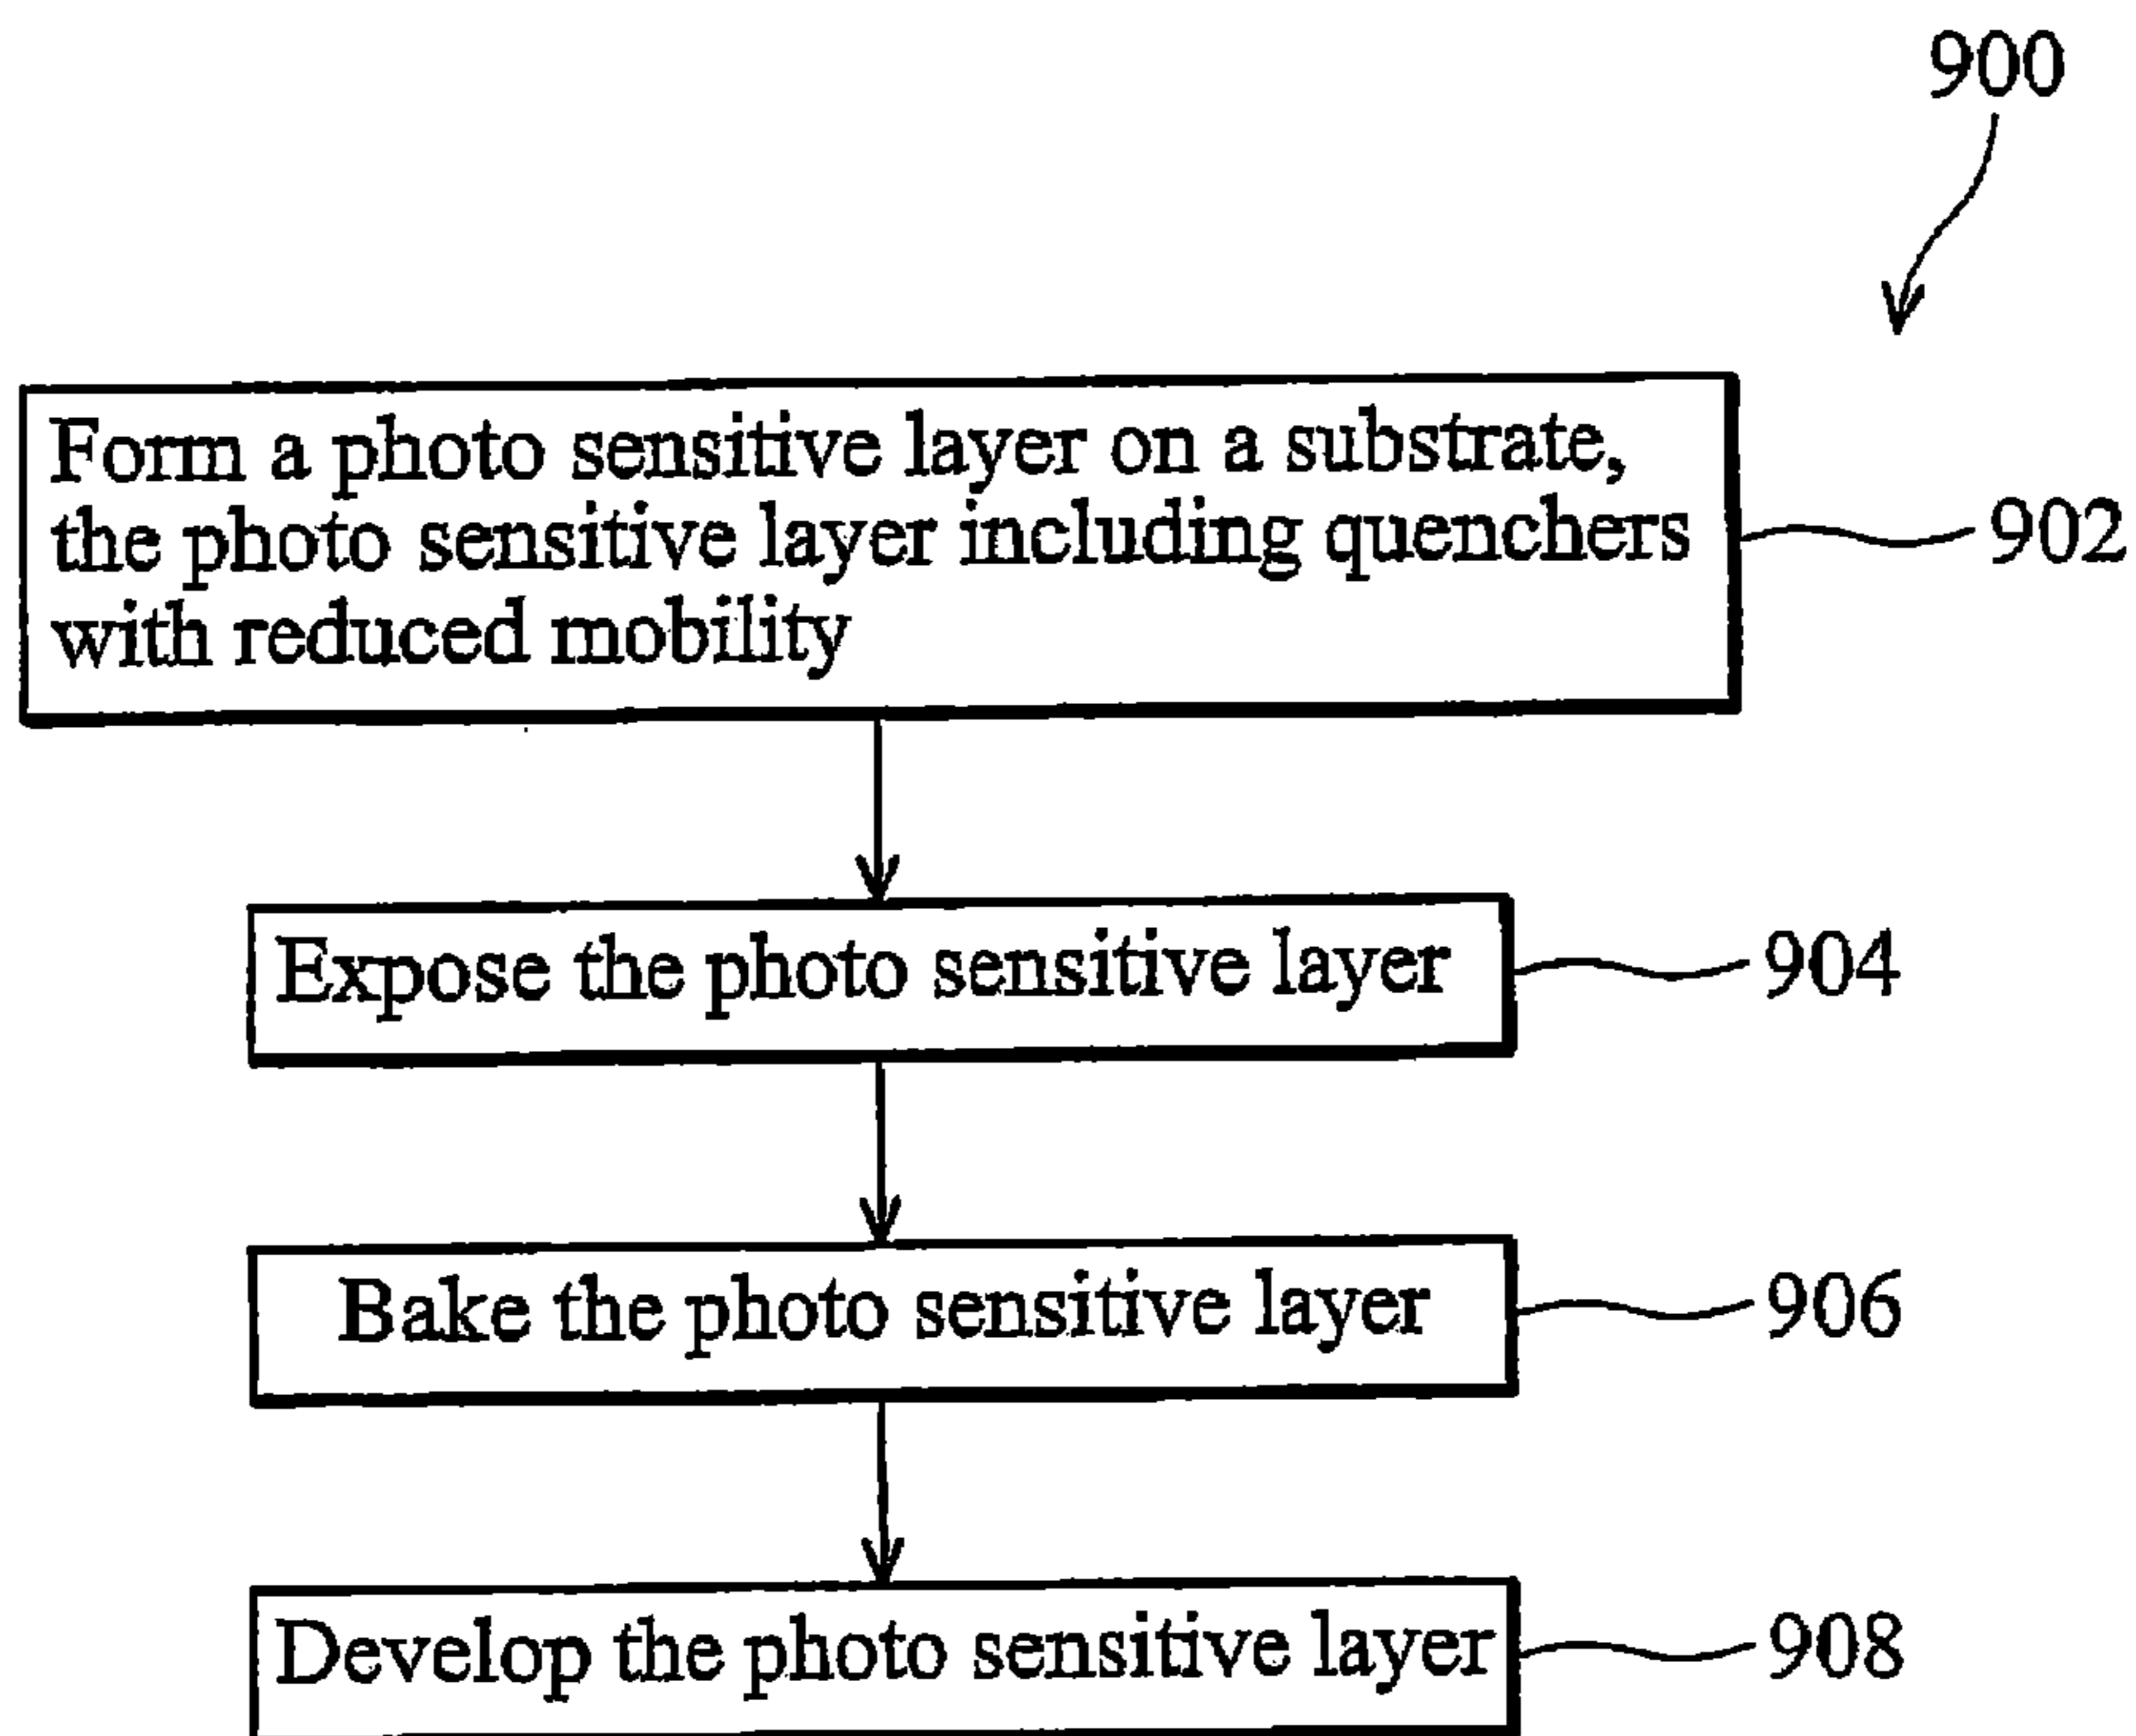 900
Form a photo sensitive layer on a substrate,
the photo sensitive layer including quenchers
with reduced mobility
902
Expose the photo sensitive layer
904
Bake the photo sensitive layer
906
Develop the photo sensitive layer
908